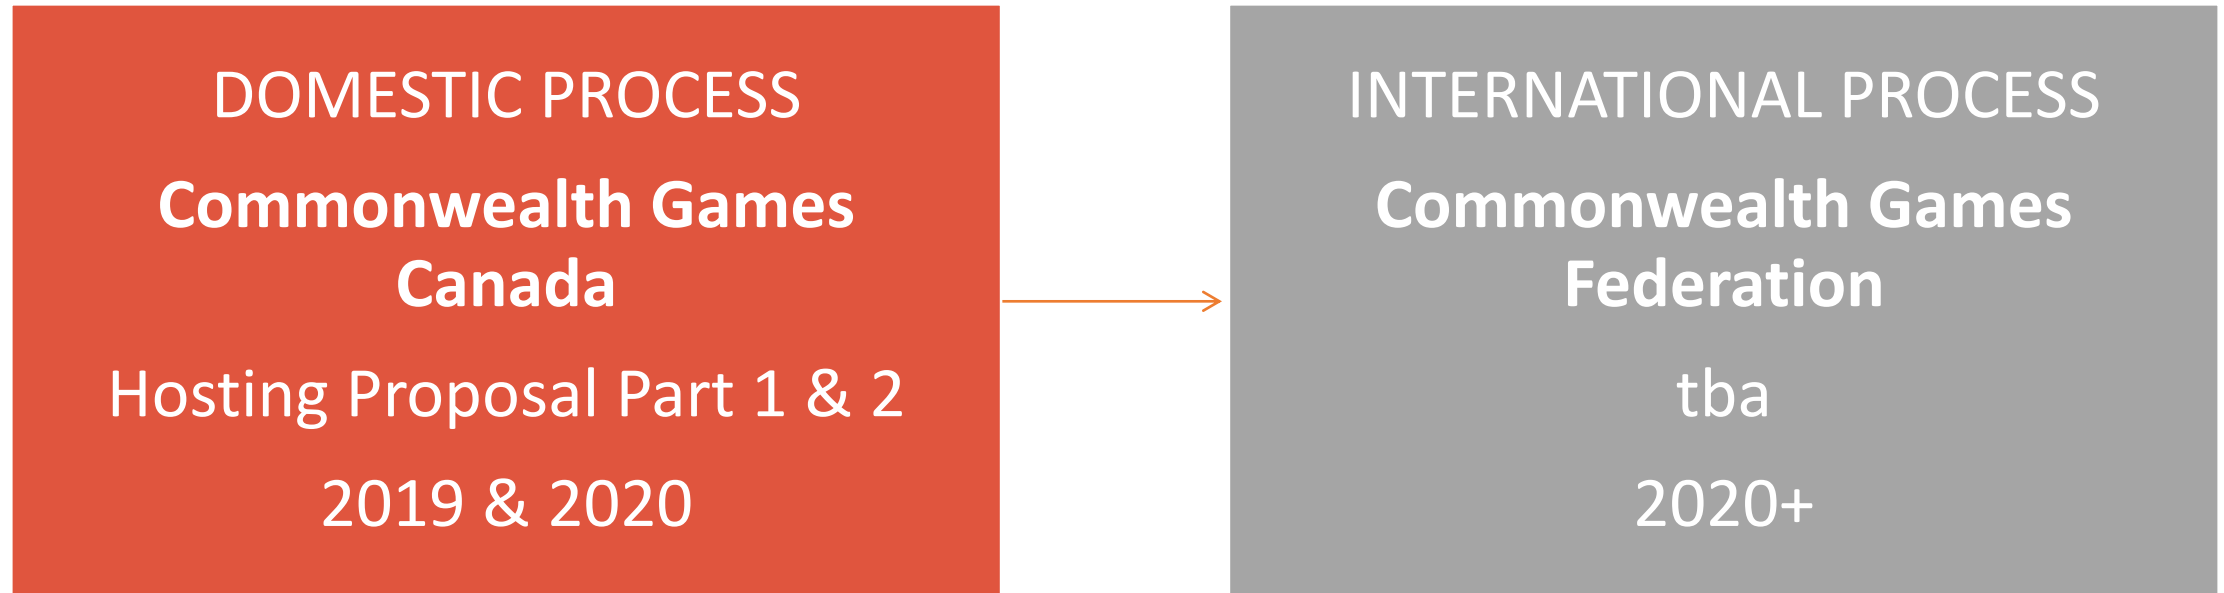 DOMESTIC PROCESS
Commonwealth Games
Canada
Hosting Proposal Part 1 & 2
2019 & 2020
INTERNATIONAL PROCESS
Commonwealth Games
Federation
tba
2020+